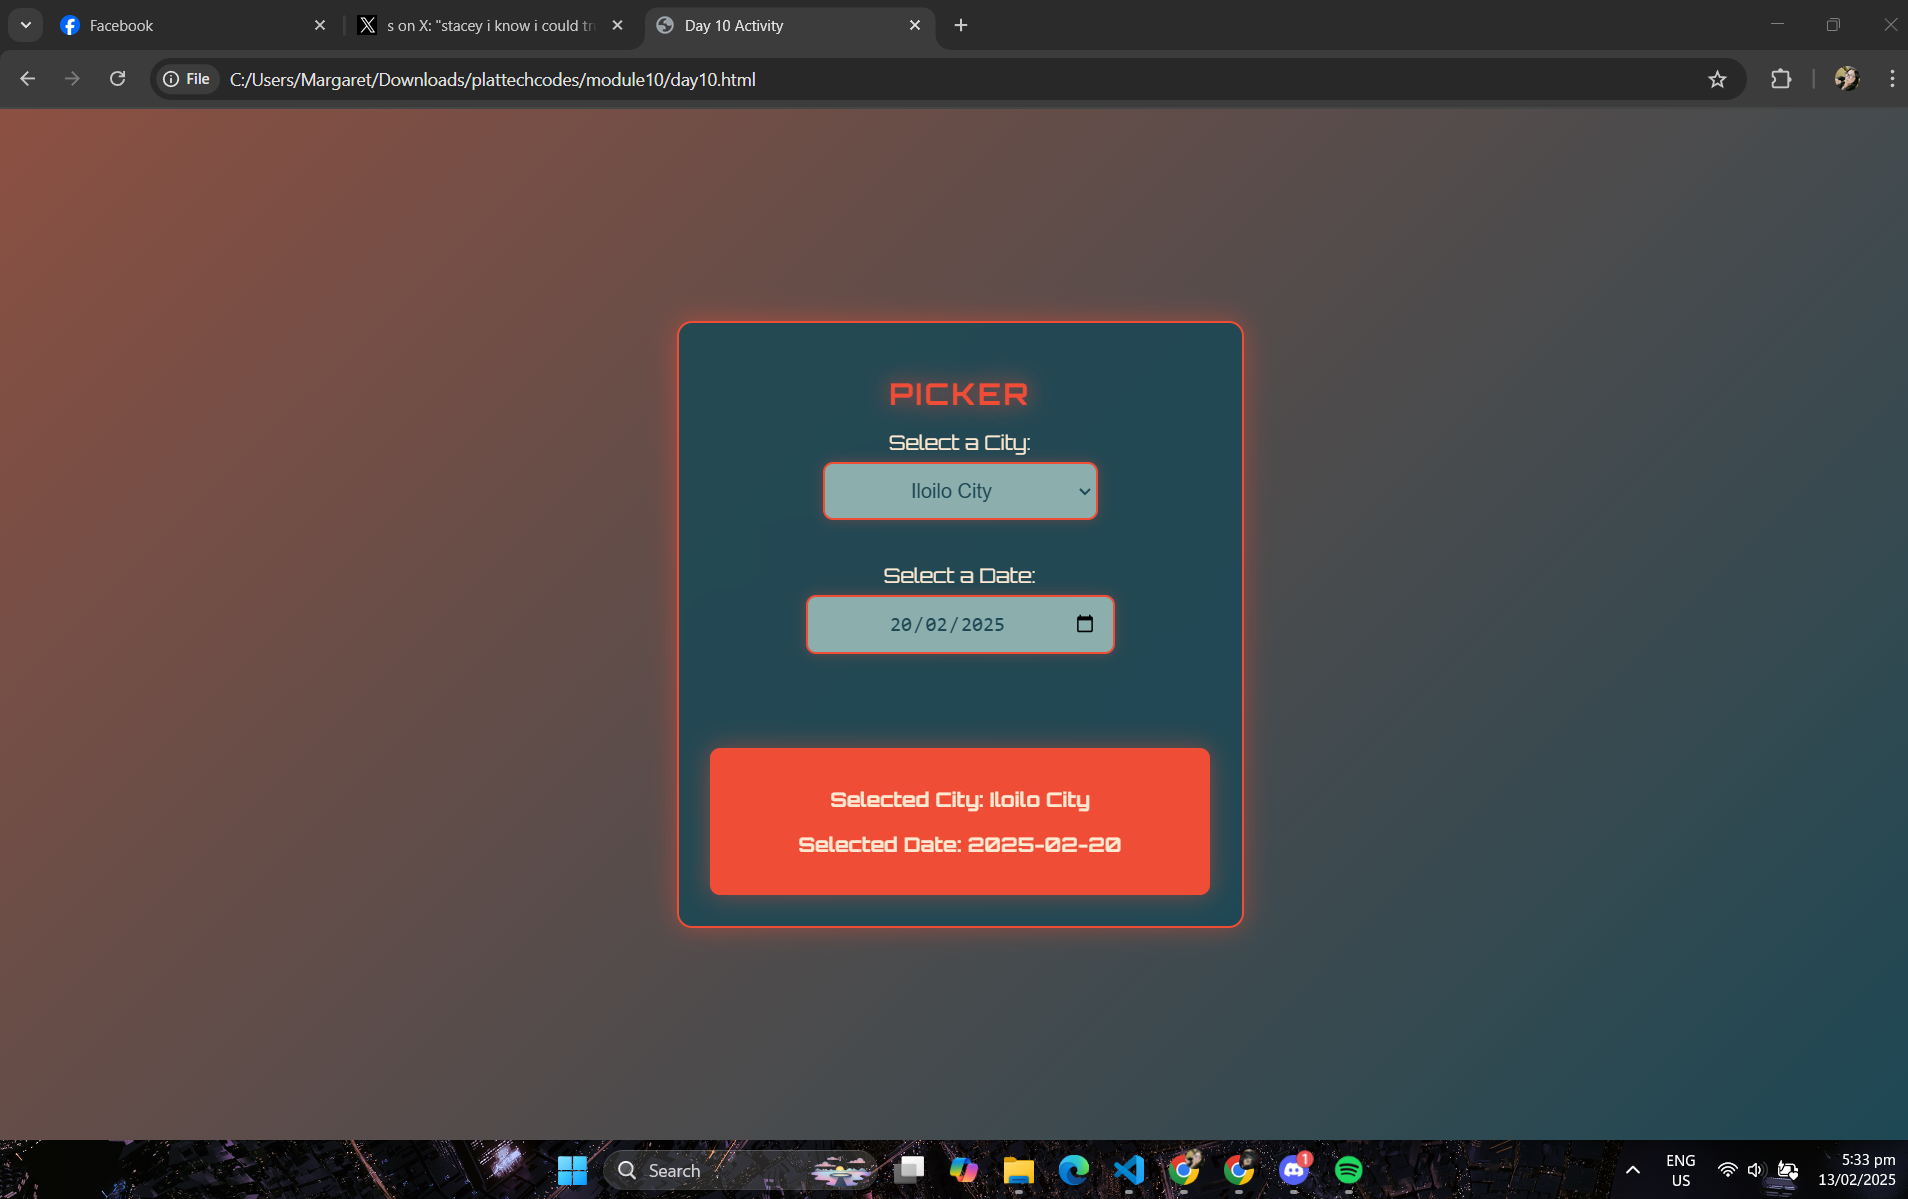 Facebook
s on X: "stacey i know i could tr
Day 10 Activity
File
C:/Users/Margaret/Downloads/plattechcodes/module10/day10.html
PICKER
Select a City:
Iloilo City
Select a Date:
20/02/2025
Selected City: Iloilo City
Selected Date: 2025-02-20
Search
1
ENG
US
5:33 pm
13/02/2025